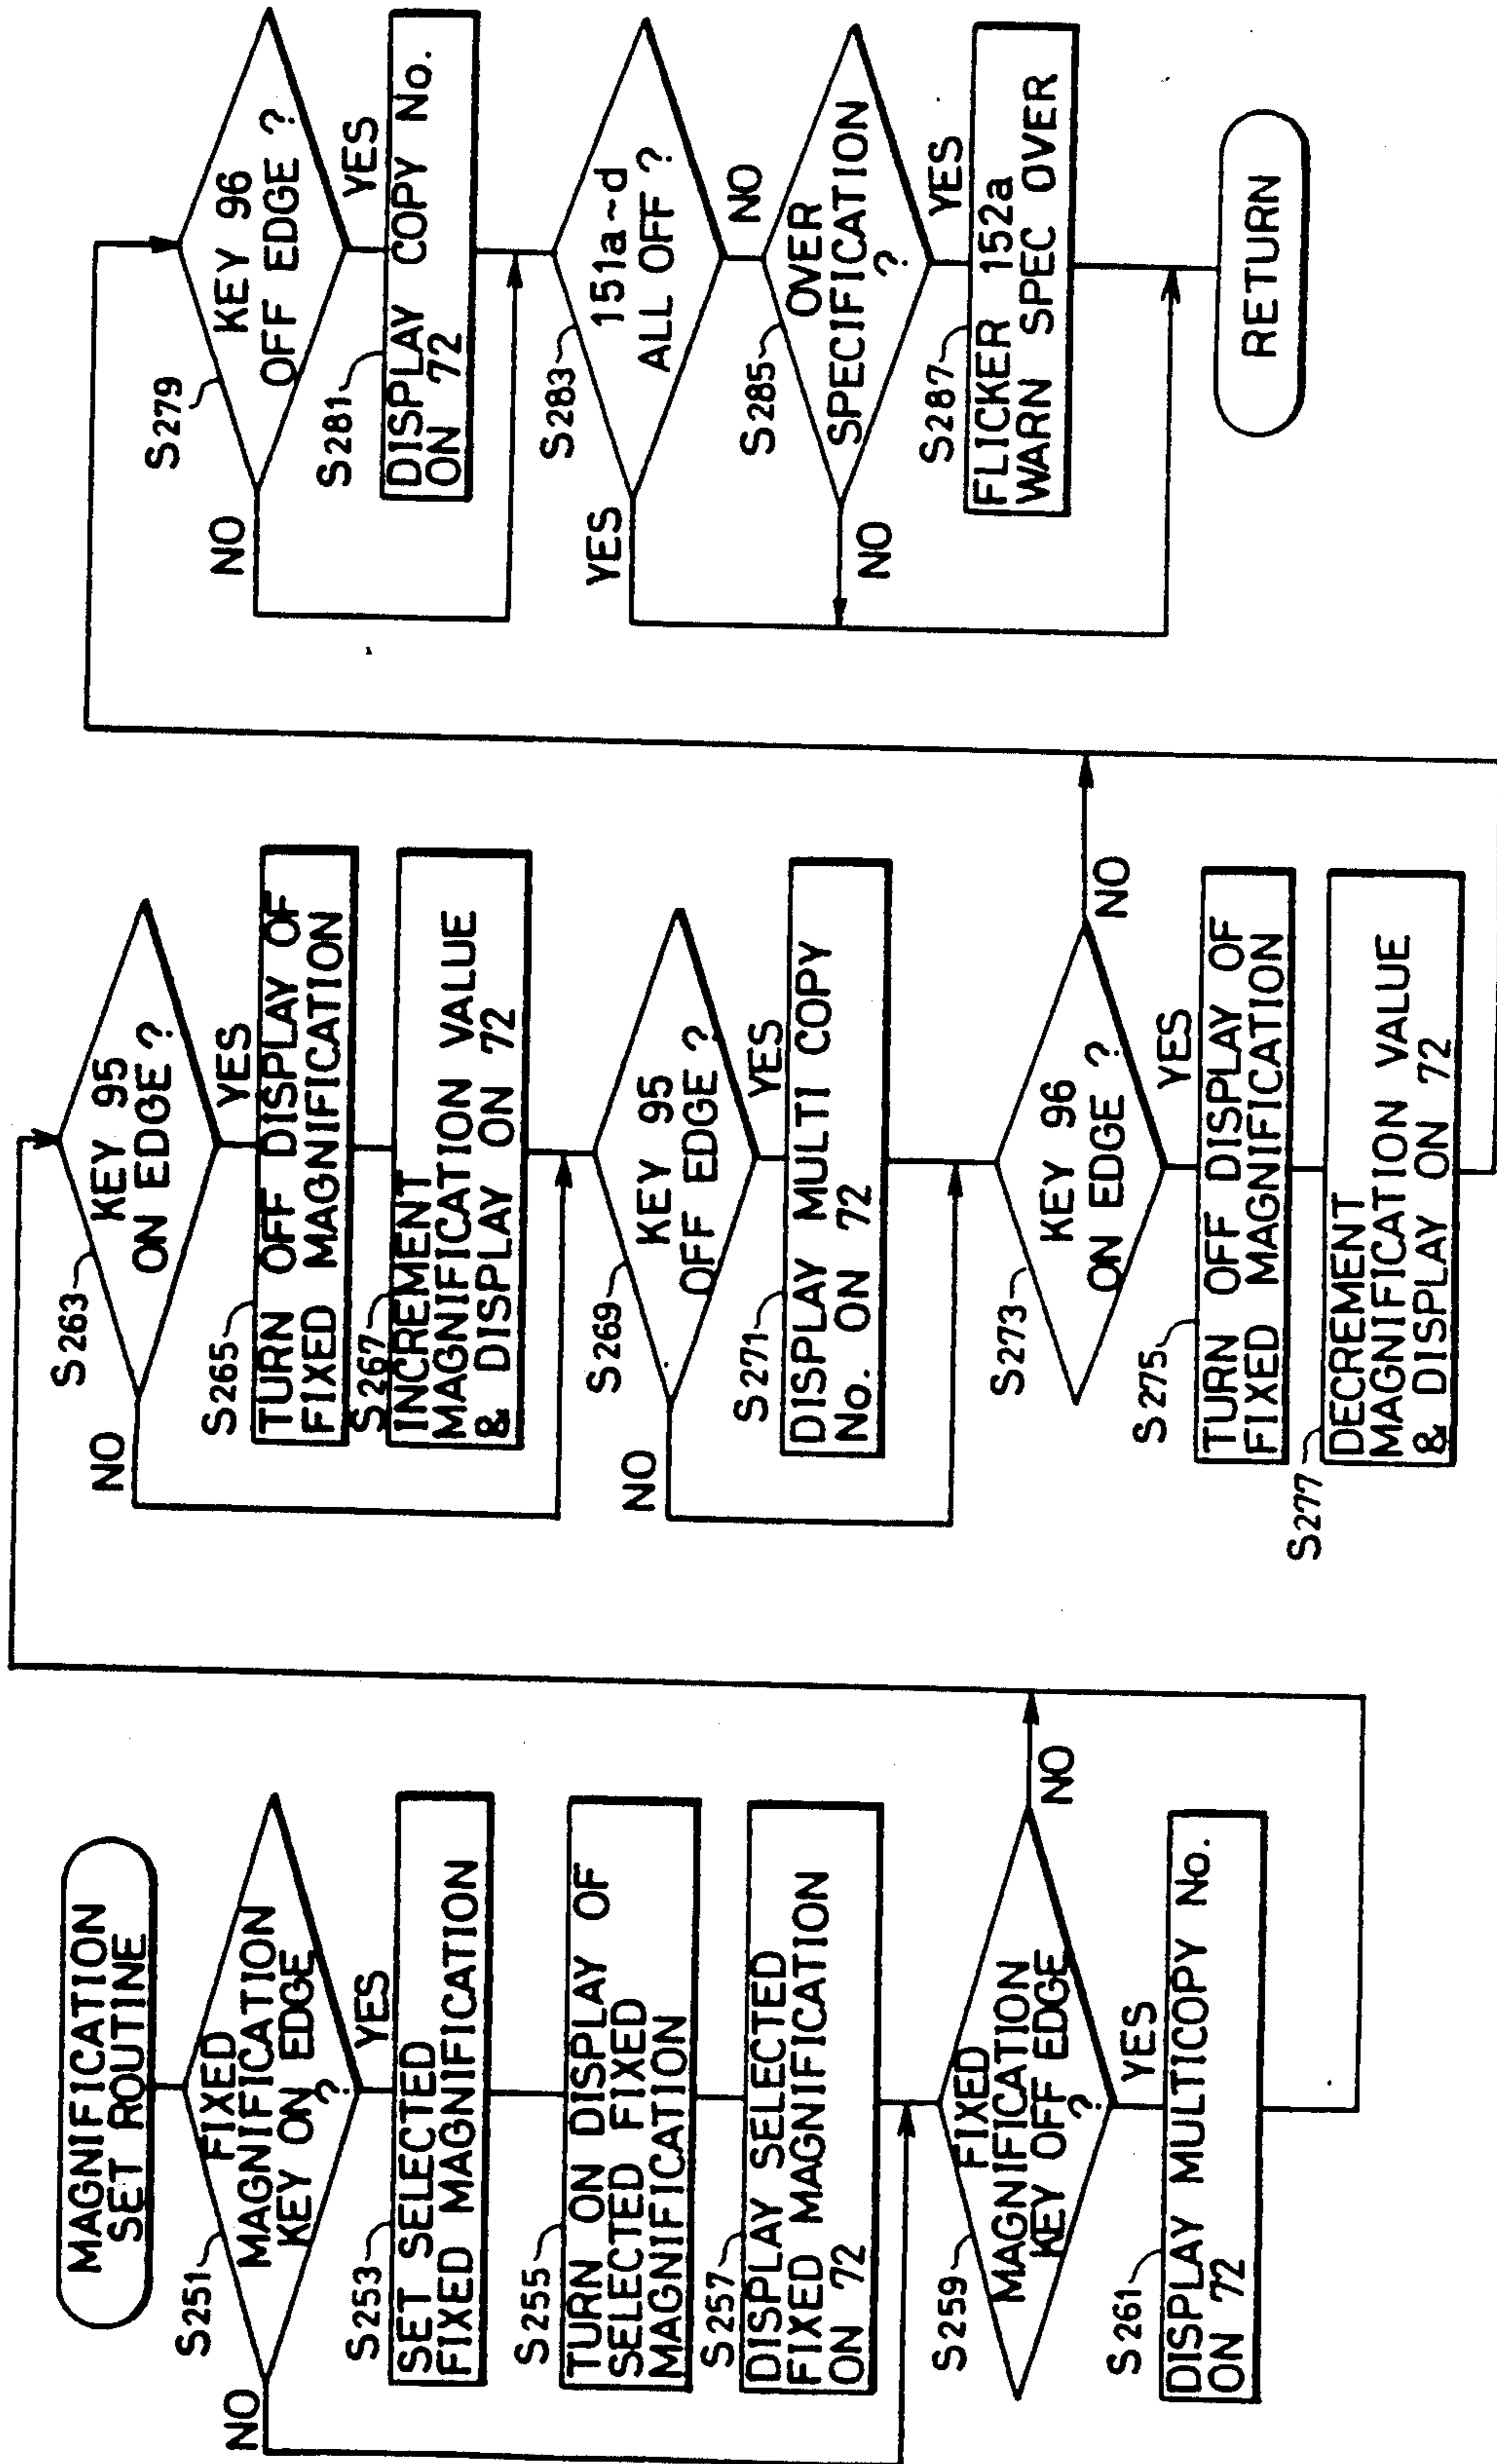 MAGNIFICATION
SET ROUTINE
S251
FIXED
MAGNIFICATION
KEY ON EDGE
?
NO
YES
S253
SET SELECTED
FIXED MAGNIFICATION
S255
TURN ON DISPLAY OF
SELECTED FIXED
MAGNIFICATION
S257
DISPLAY SELECTED
FIXED MAGNIFICATION
ON 72
S259
FIXED
MAGNIFICATION
KEY OFF EDGE
?
NO
YES
S261
DISPLAY MULTICOPY No.
ON 72
S263
KEY 95
ON EDGE ?
NO
YES
S265
TURN OFF DISPLAY OF
FIXED MAGNIFICATION
S267
INCREMENT
MAGNIFICATION VALUE
& DISPLAY ON 72
S269
KEY 95
OFF EDGE ?
NO
YES
S271
DISPLAY MULTI COPY
No. ON 72
S273
KEY 96
ON EDGE ?
NO
YES
S275
TURN OFF DISPLAY OF
FIXED MAGNIFICATION
S277
DECREMENT
MAGNIFICATION VALUE
& DISPLAY ON 72
S279
KEY 96
OFF EDGE ?
NO
YES
S281
DISPLAY COPY No.
ON 72
S283
151a~d
ALL OFF ?
YES
NO
S285
OVER
SPECIFICATION
?
NO
YES
S287
FLICKER 152a
WARN SPEC OVER
RETURN